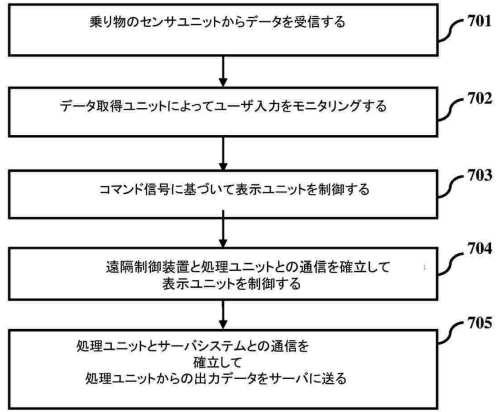 乗り物のセンサユニットからデータを受信する
701
データ取得ユニットによってユーザ入力をモニタリングする
702
コマンド信号に基づいて表示ユニットを制御する
703
遠隔制御装置と処理ユニットとの通信を確立して
表示ユニットを制御する
704
処理ユニットとサーバシステムとの通信を
確立して
処理ユニットからの出力データをサーバに送る
705